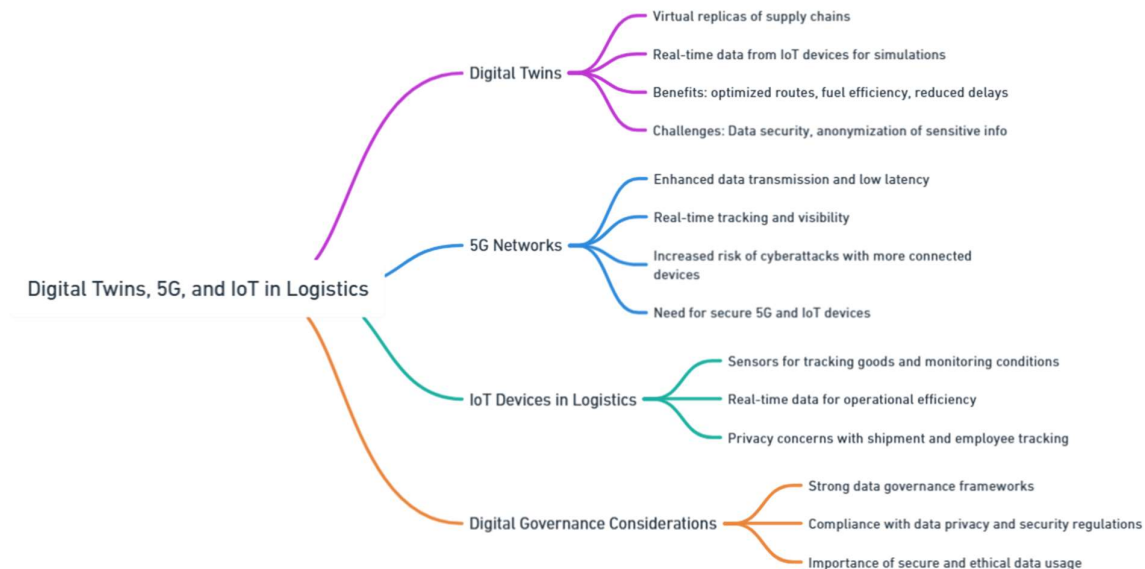 Digital Twins, 5G, and IoT in Logistics
Digital Twins
Virtual replicas of supply chains
Real-time data from IoT devices for simulations
Benefits: optimized routes, fuel efficiency, reduced delays
Challenges: Data security, anonymization of sensitive info
5G Networks
Enhanced data transmission and low latency
Real-time tracking and visibility
Increased risk of cyberattacks with more connected
devices
Need for secure 5G and IoT devices
IoT Devices in Logistics
Sensors for tracking goods and monitoring conditions
Real-time data for operational efficiency
Privacy concerns with shipment and employee tracking
Digital Governance Considerations
Strong data governance frameworks
Compliance with data privacy and security regulations
Importance of secure and ethical data usage